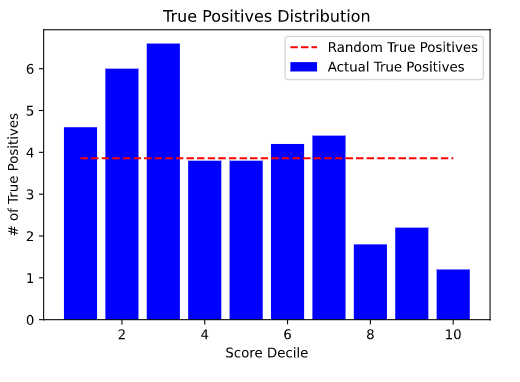 True Positives Distribution
Random True Positives
Actual True Positives
# of True Positives
6
5
4
3
2
1
0
2 4 6 8 10
Score Decile